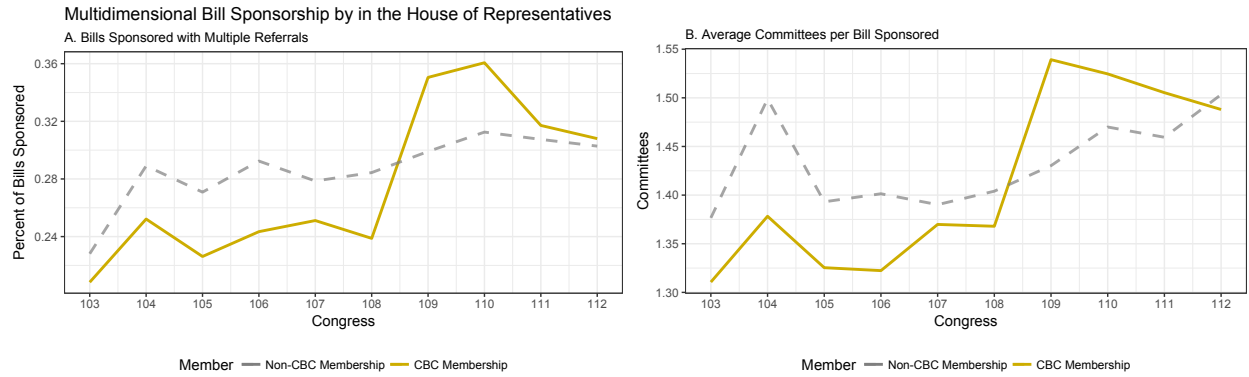 Multidimensional Bill Sponsorship by in the House of Representatives
A. Bills Sponsored with Multiple Referrals
Percent of Bills Sponsored
0.36
0.32
0.28
0.24
103 104 105 106 107 108 109 110 111 112
Congress
Member Non-CBC Membership CBC Membership
B. Average Committees per Bill Sponsored
Committees
1.55
1.50
1.45
1.40
1.35
1.30
103 104 105 106 107 108 109 110 111 112
Congress
Member Non-CBC Membership CBC Membership